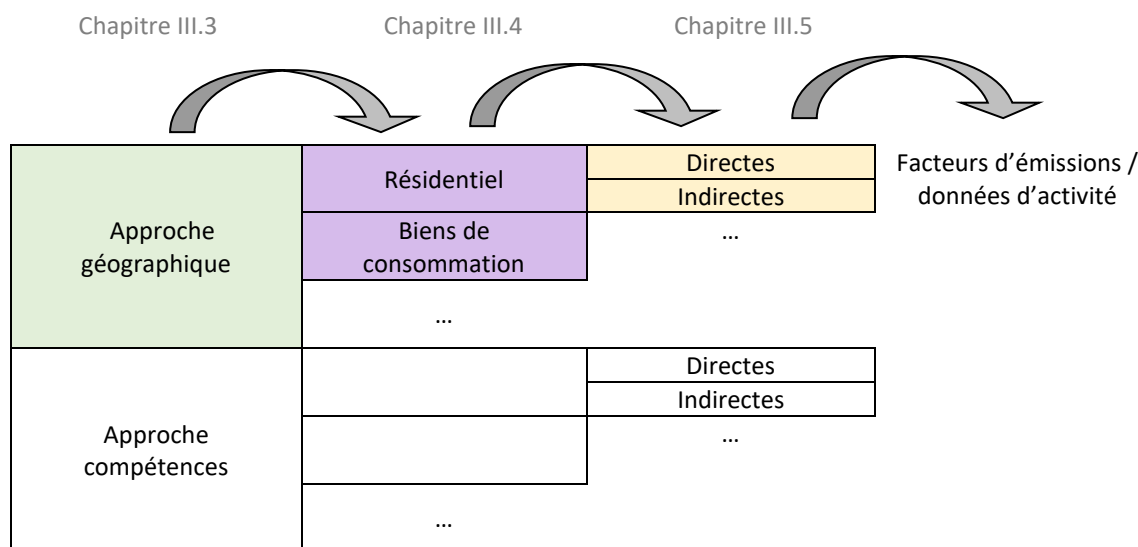 Chapitre III.3
Chapitre III.4
Chapitre III.5
Approche
géographique
Résidentiel
Directes
Indirectes
Facteurs d’émissions /
données d’activité
Biens de
consommation
...
...
Approche
compétences
Directes
Indirectes
...
...